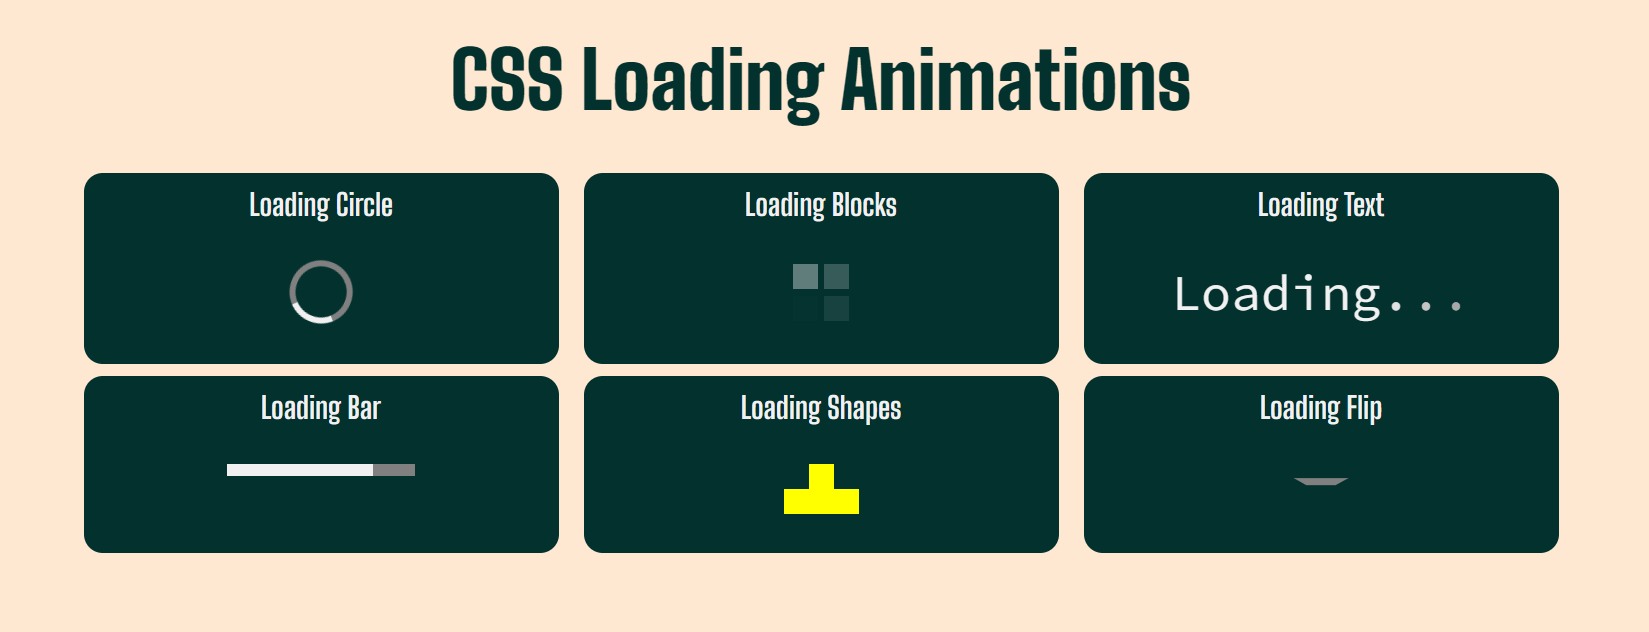 CSS Loading Animations
Loading Circle
Loading Blocks
Loading Text
Loading...
Loading Bar
Loading Shapes
Loading Flip